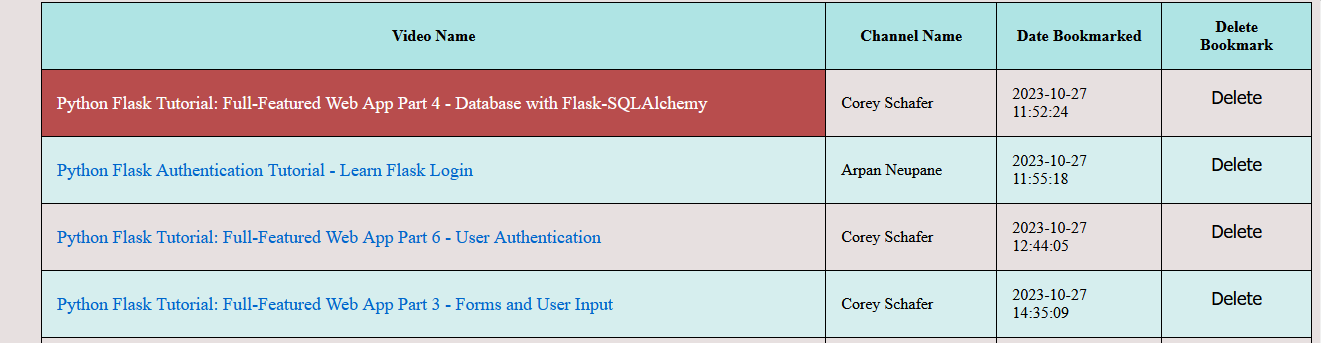 Video Name
Channel Name
Date Bookmarked
Delete
Bookmark
Python Flask Tutorial: Full-Featured Web App Part 4 - Database with Flask-SQLAlchemy
Corey Schafer
2023-10-27
11:52:24
Delete
Python Flask Authentication Tutorial - Learn Flask Login
Arpan Neupane
2023-10-27
11:55:18
Delete
Python Flask Tutorial: Full-Featured Web App Part 6 - User Authentication
Corey Schafer
2023-10-27
12:44:05
Delete
Python Flask Tutorial: Full-Featured Web App Part 3 - Forms and User Input
Corey Schafer
2023-10-27
14:35:09
Delete